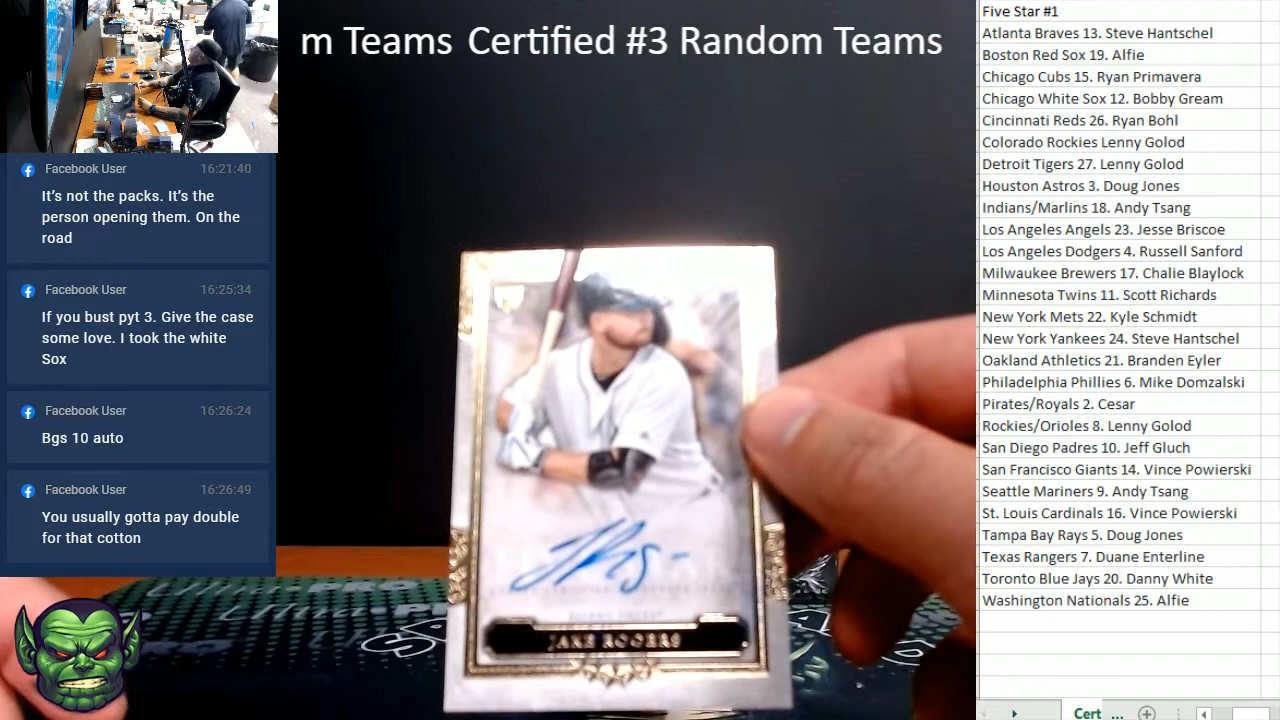 m Teams Certified #3 Random Teams
Facebook User 16:21:40
It's not the packs. It's the
person opening them. On the
road
Facebook User 16:25:34
If you bust pyt 3. Give the case
some love. I took the white
Sox
Facebook User 16:26:24
Bgs 10 auto
Facebook User 16:26:49
You usually gotta pay double
for that cotton
JAKE ROGERS
Five Star #1
Atlanta Braves 13. Steve Hantschel
Boston Red Sox 19. Alfie
Chicago Cubs 15. Ryan Primavera
Chicago White Sox 12. Bobby Gream
Cincinnati Reds 26. Ryan Bohl
Colorado Rockies Lenny Golod
Detroit Tigers 27. Lenny Golod
Houston Astros 3. Doug Jones
Indians/Marlins 18. Andy Tsang
Los Angeles Angels 23. Jesse Briscoe
Los Angeles Dodgers 4. Russell Sanford
Milwaukee Brewers 17. Chalie Blaylock
Minnesota Twins 11. Scott Richards
New York Mets 22. Kyle Schmidt
New York Yankees 24. Steve Hantschel
Oakland Athletics 21. Branden Eyler
Philadelphia Phillies 6. Mike Domzalski
Pirates/Royals 2. Cesar
Rockies/Orioles 8. Lenny Golod
San Diego Padres 10. Jeff Gluch
San Francisco Giants 14. Vince Powierski
Seattle Mariners 9. Andy Tsang
St. Louis Cardinals 16. Vince Powierski
Tampa Bay Rays 5. Doug Jones
Texas Rangers 7. Duane Enterline
Toronto Blue Jays 20. Danny White
Washington Nationals 25. Alfie
Cert ...